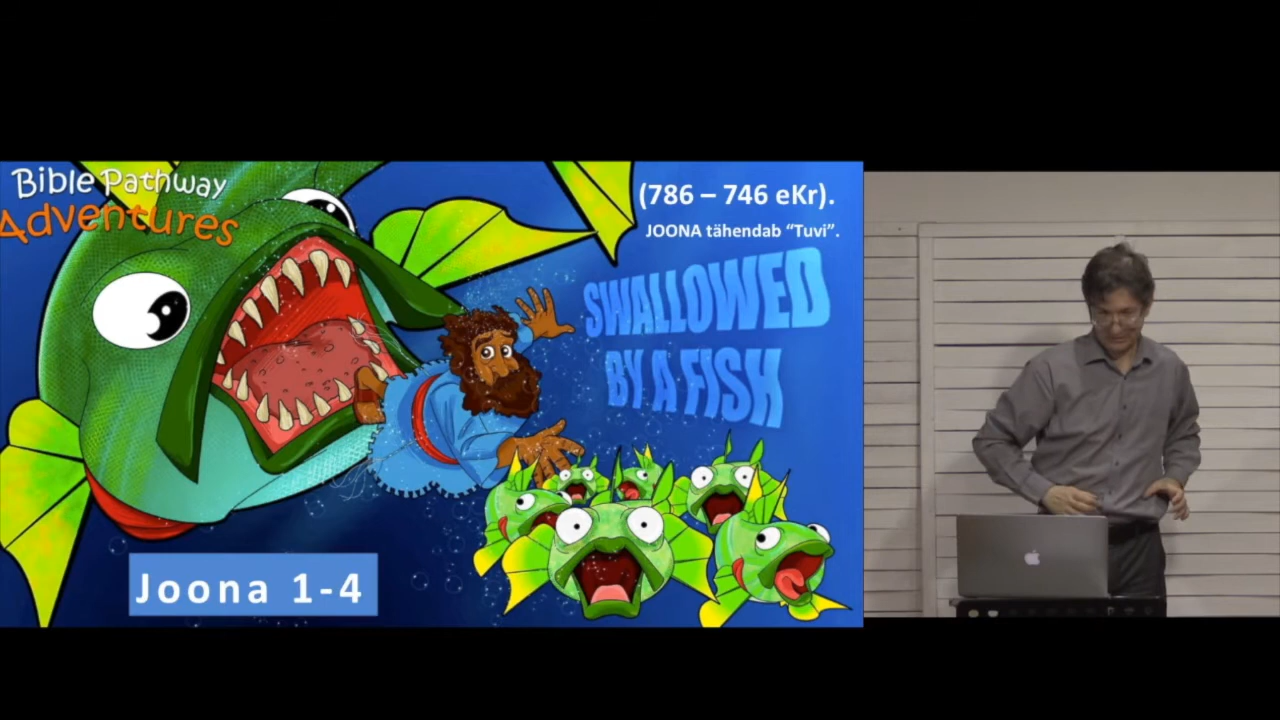 Bible Pathway
Adventures
(786 – 746 eKr).
JOONA tähendab “Tuvi”.
SWALLOWED
BY A FISH
Joona 1-4